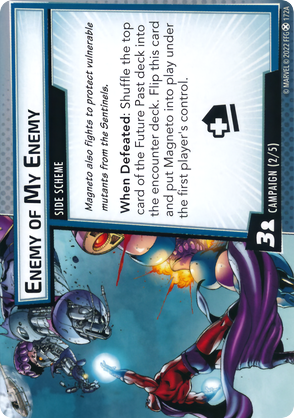 ENEMY OF MY ENEMY
SIDE SCHEME
Magneto also fights to protect vulnerable
mutants from the Sentinels.
When Defeated: Shuffle the top
card of the Future Past deck into
the encounter deck. Flip this card
and put Magneto into play under
the first player's control.
3
CAMPAIGN (2/5)
© MARVEL © 2022 FFG 172A